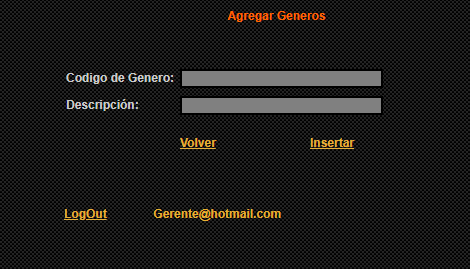 Agregar Generos
Codigo de Genero:
Descripción:
Volver Insertar
LogOut Gerente@hotmail.com